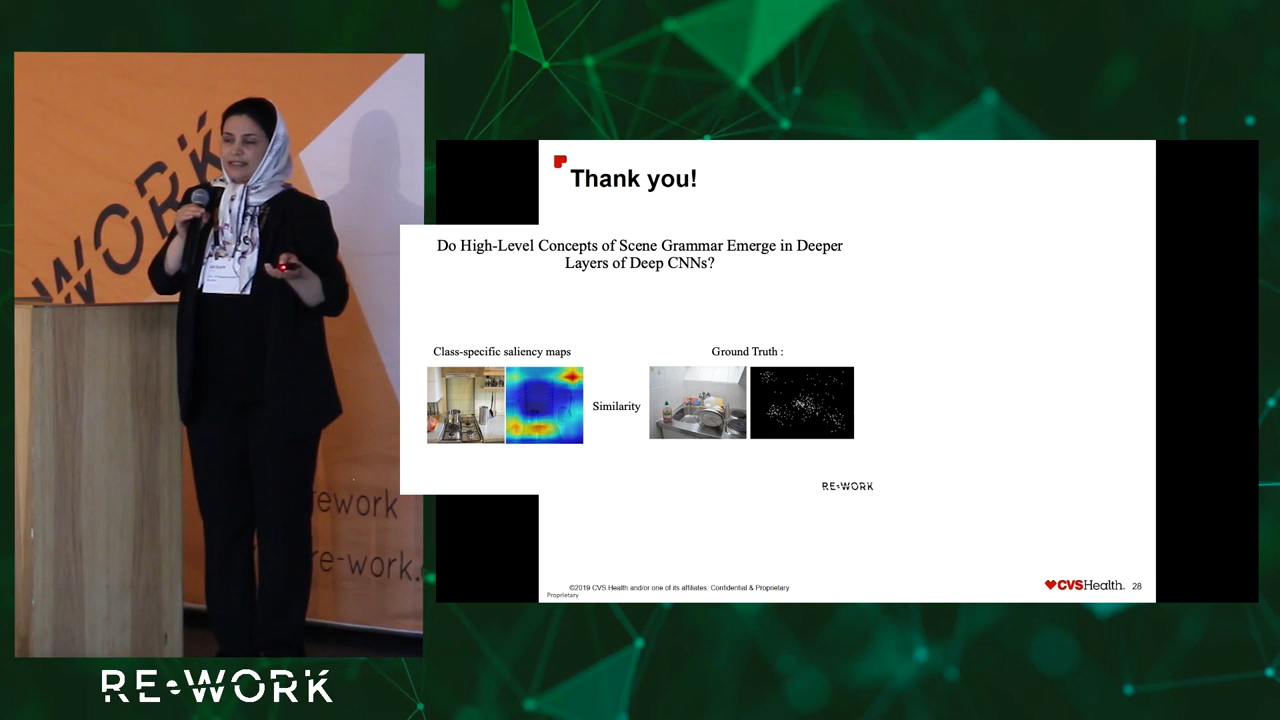 WORK
rework
re-work.
RE•WORK
Thank you!
Do High-Level Concepts of Scene Grammar Emerge in Deeper
Layers of Deep CNNs?
Class-specific saliency maps
Ground Truth :
Similarity
RE•WORK
©2019 CVS Health and/or one of its affiliates: Confidential & Proprietary
Proprietary
CVSHealth.
28